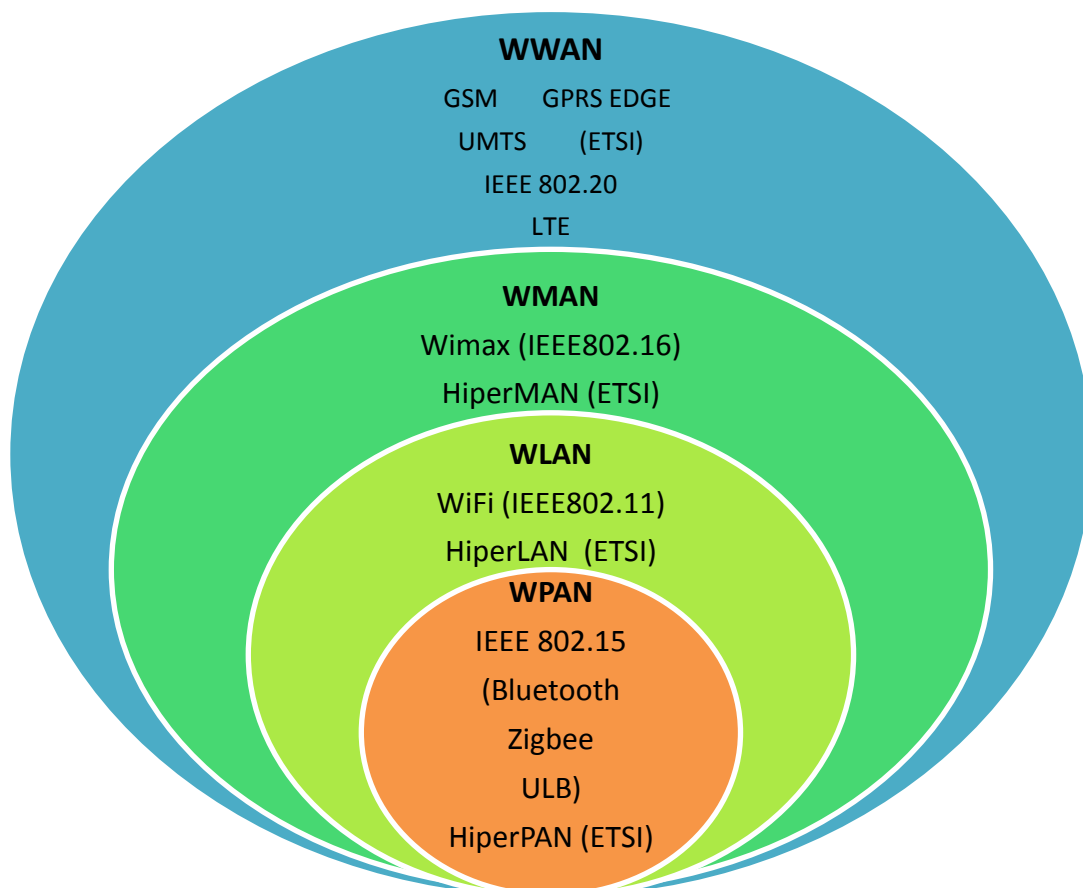 WWAN
GSM GPRS EDGE
UMTS (ETSI)
IEEE 802.20
LTE
WMAN
Wimax (IEEE802.16)
HiperMAN (ETSI)
WLAN
WiFi (IEEE802.11)
HiperLAN (ETSI)
WPAN
IEEE 802.15
(Bluetooth
Zigbee
ULB)
HiperPAN (ETSI)